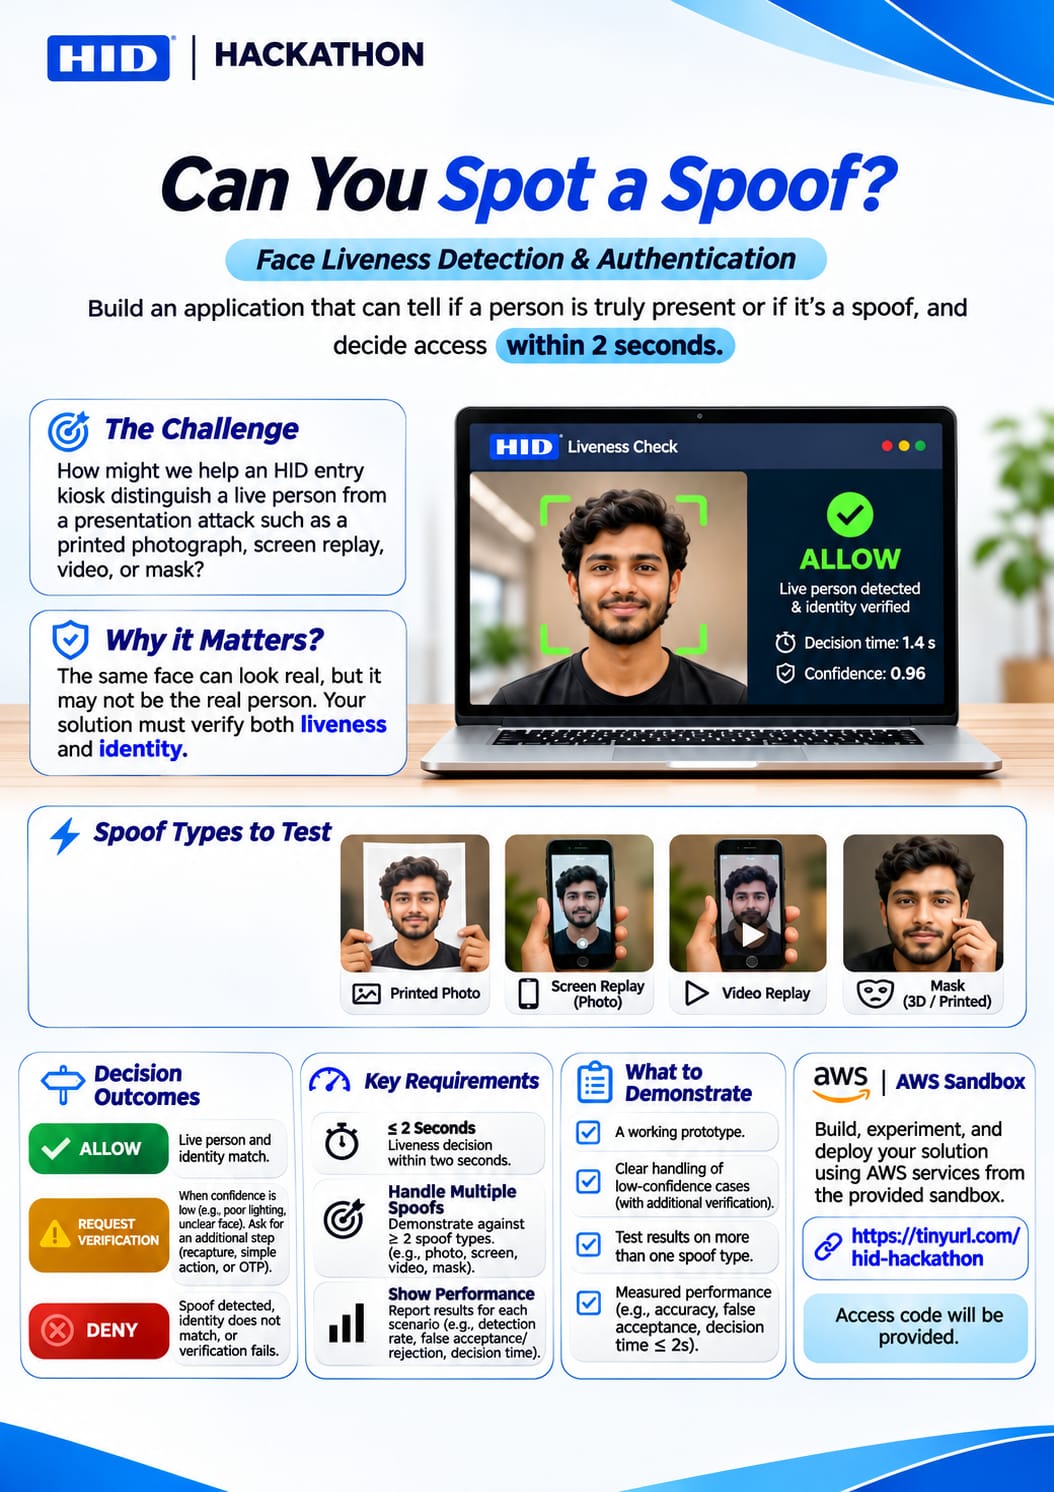 HID
HACKATHON
Can You Spot a Spoof?
Face Liveness Detection & Authentication
Build an application that can tell if a person is truly present or if it's a spoof, and
decide access within 2 seconds.
The Challenge
How might we help an HID entry
kiosk distinguish a live person from
a presentation attack such as a
printed photograph, screen replay,
video, or mask?
Why it Matters?
The same face can look real, but it
may not be the real person. Your
solution must verify both liveness
and identity.
HID Liveness Check
ALLOW
Live person detected
& identity verified
Decision time: 1.4 s
Confidence: 0.96
Spoof Types to Test
Printed Photo
Screen Replay
(Photo)
Video Replay
Mask
(3D / Printed)
Decision
Outcomes
ALLOW
Live person and
identity match.
REQUEST
VERIFICATION
When confidence is
low (e.g., poor lighting,
unclear face). Ask for
an additional step
(recapture, simple
action, or OTP).
DENY
Spoof detected,
identity does not
match, or
verification fails.
Key Requirements
≤ 2 Seconds
Liveness decision
within two seconds.
Handle Multiple
Spoofs
Demonstrate against
≥ 2 spoof types.
(e.g., photo, screen,
video, mask).
Show Performance
Report results for each
scenario (e.g., detection
rate, false acceptance/
rejection, decision time).
What to
Demonstrate
A working prototype.
Clear handling of
low-confidence cases
(with additional verification).
Test results on more
than one spoof type.
Measured performance
(e.g., accuracy, false
acceptance, decision
time ≤ 2s).
aws | AWS Sandbox
Build, experiment, and
deploy your solution
using AWS services from
the provided sandbox.
https://tinyurl.com/
hid-hackathon
Access code will be
provided.